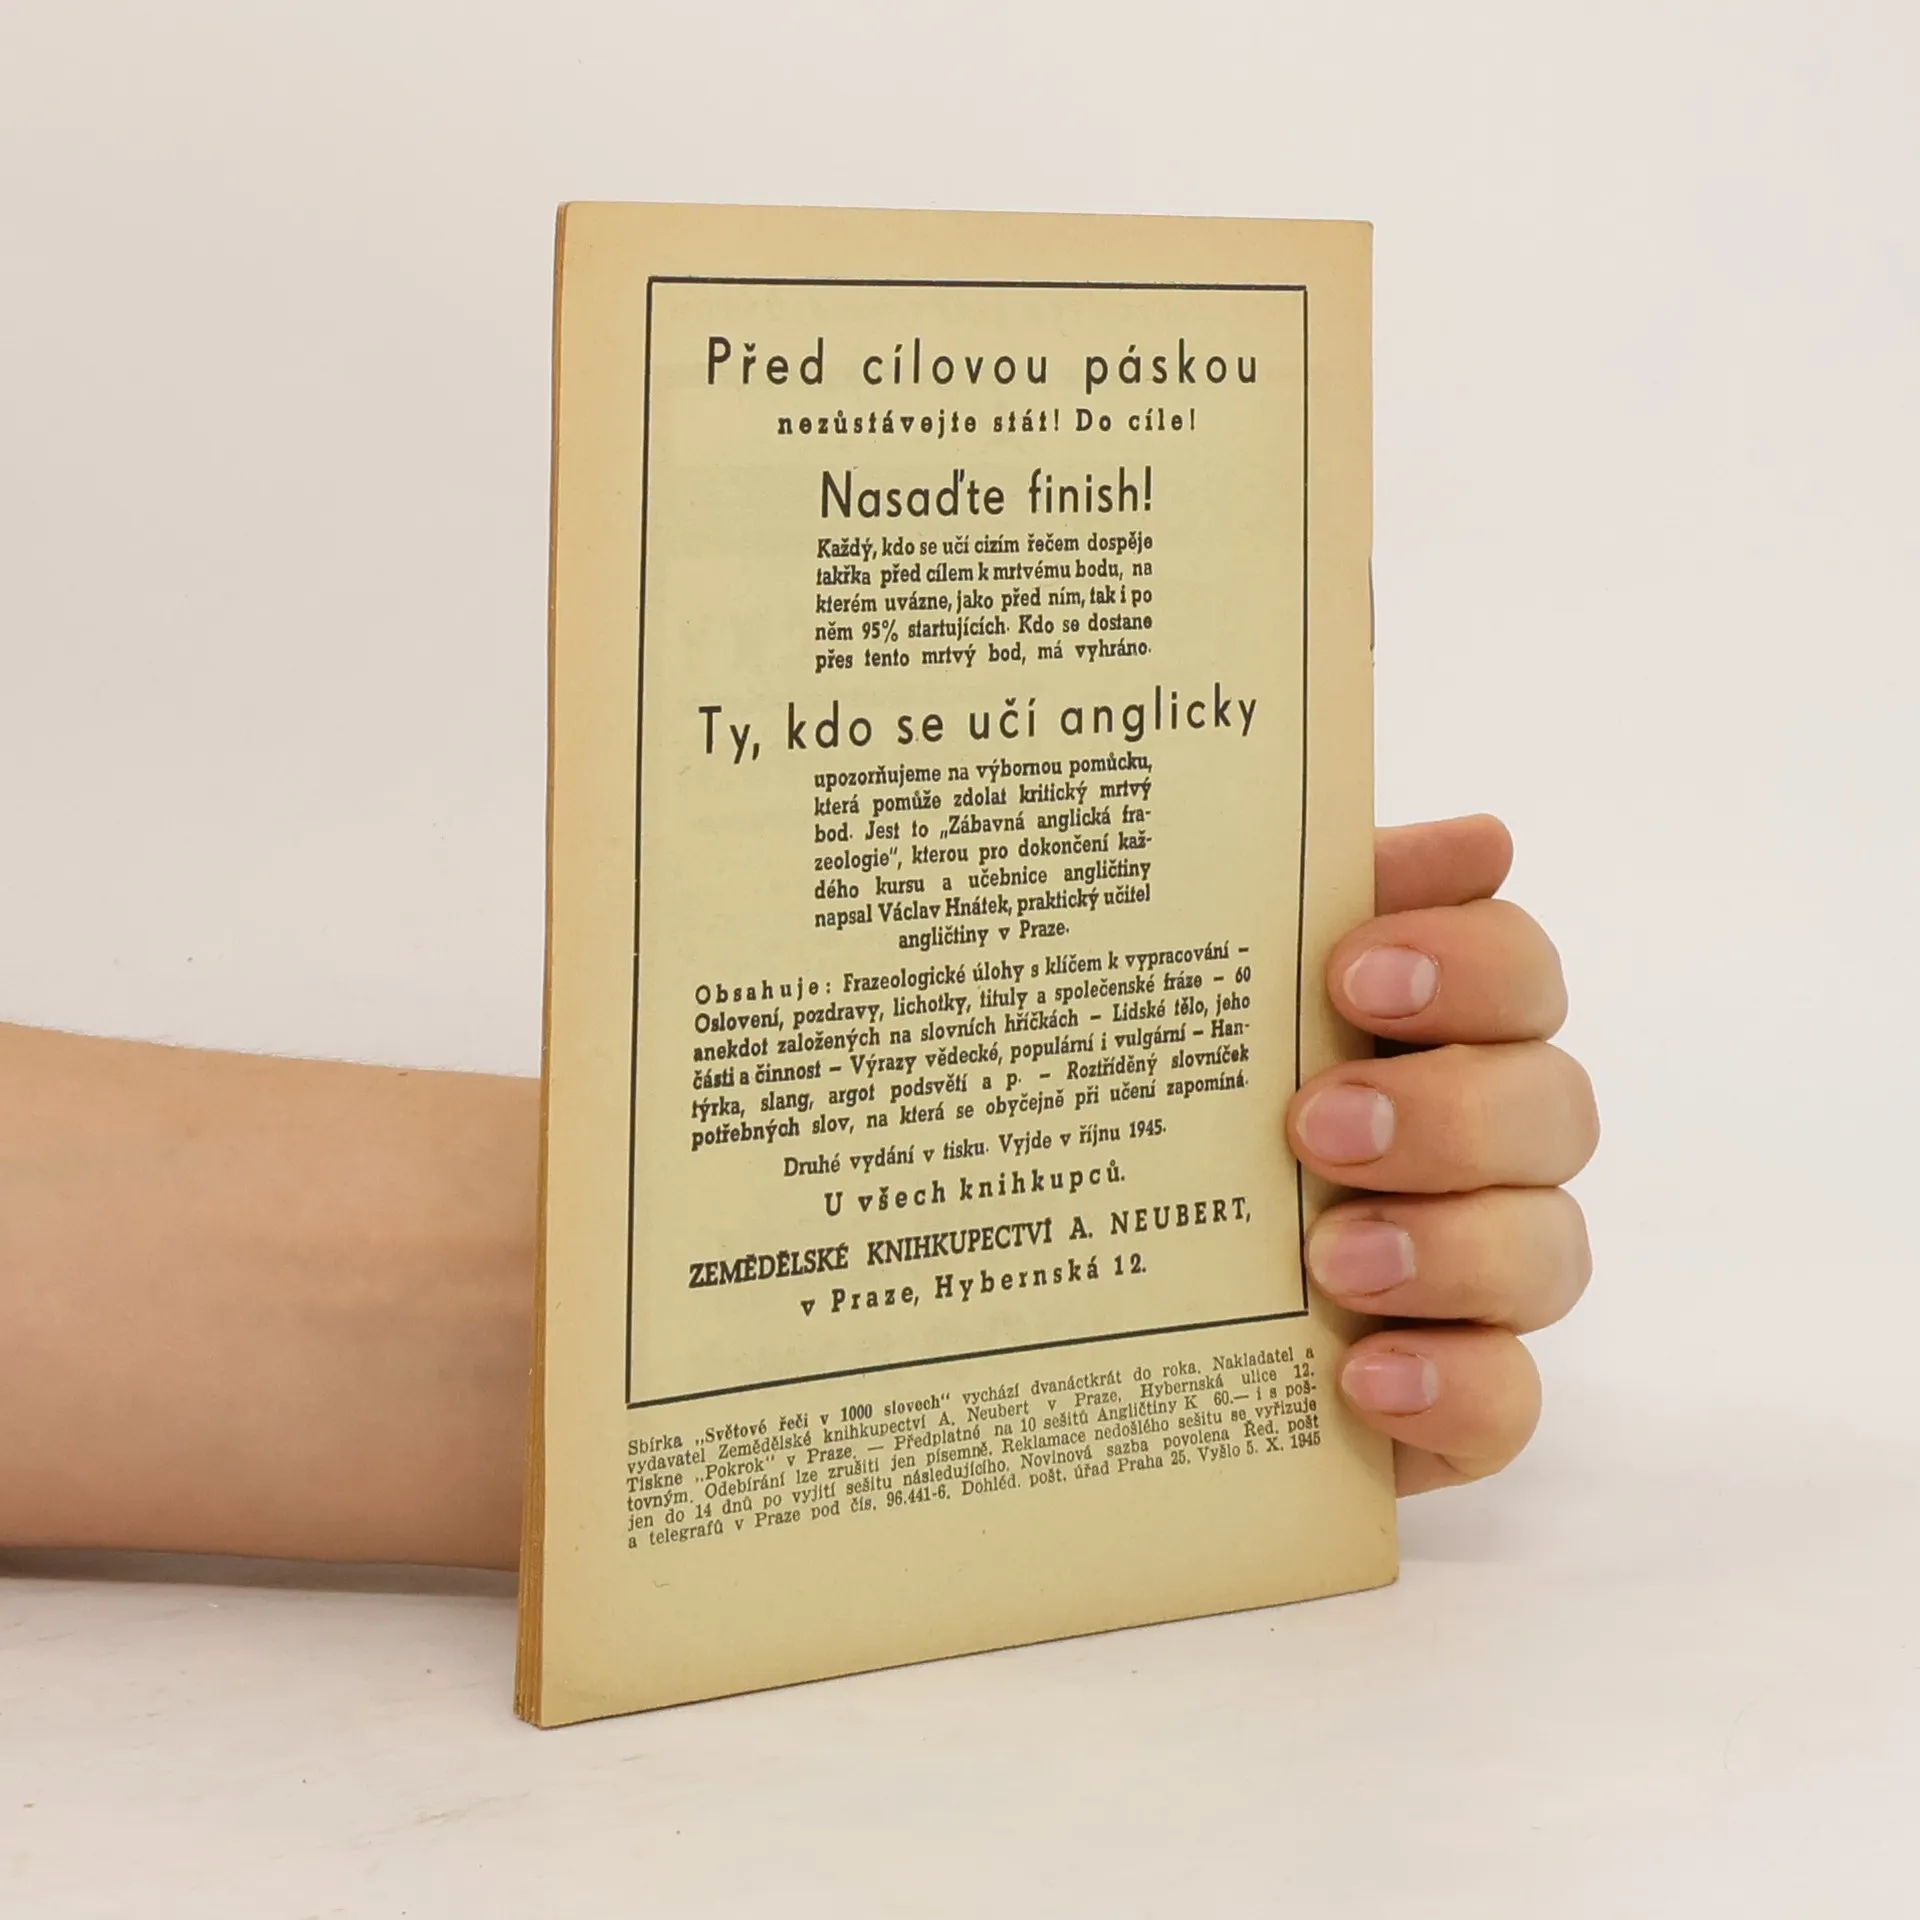 Před cílovou páskou
nezůstávejte stát! Do cíle!
Nasaďte finish!
Každý, kdo se učí cizím řečem dospěje
takřka před cílem k mrtvému bodu, na
kterém uvázne, jako před ním, tak i po
něm 95% startujících. Kdo se dostane
přes tento mrtvý bod, má vyhráno.
Ty, kdo se učí anglicky
upozorňujeme na výbornou pomůcku,
která pomůže zdolat kritický mrtvý
bod. Jest to „Zábavná anglická fra-
zeologie“, kterou pro dokončení kaž-
dého kursu a učebnice angličtiny
napsal Václav Hnátek, praktický učitel
angličtiny v Praze.
Obsahuje: Frazeologické úlohy s klíčem k vypracování –
Oslovení, pozdravy, lichotky, tituly a společenské fráze – 60
anekdot založených na slovních hříčkách – Lidské tělo, jeho
části a činnost – Výrazy vědecké, populární i vulgární – Han-
týrka, slang, argot podsvětí a p. – Roztříděný slovníček
potřebných slov, na která se obyčejně při učení zapomíná.
Druhé vydání v tisku. Vyjde v říjnu 1945.
U všech knihkupců.
ZEMĚDĚLSKÉ KNIHKUPECTVÍ A. NEUBERT,
v Praze, Hybernská 12.
Sbírka „Světové řeči v 1000 slovech“ vychází dvanáctkrát do roka. Nakladatel a
vydavatel Zemědělské knihkupectví A. Neubert v Praze, Hybernská ulice 12.
Tiskne „Pokrok“ v Praze. — Předplatné na 10 sešitů Angličtiny K 60.— i s poš-
tovným. Odebírání lze zrušiti jen písemně. Reklamace nedošlého sešitu se vyřizuje
jen do 14 dnů po vyjití sešitu následujícího. Novinová sazba povolena Řed. pošt
a telegrafů v Praze pod čís. 96.441-6. Dohléd. pošt. úřad Praha 25. Vyšlo 5. X. 1945